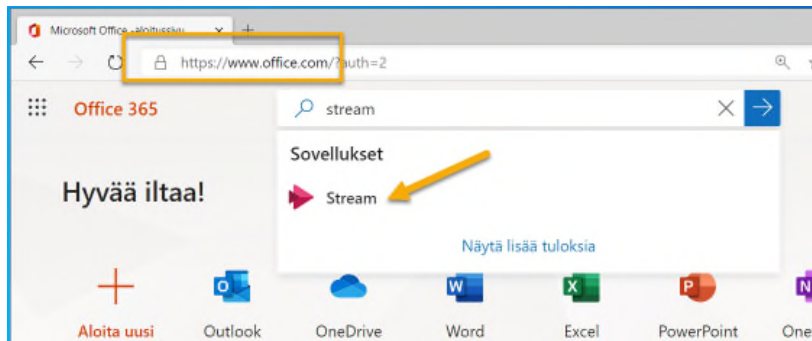 Microsoft Office -aloitussivu
https://www.office.com/?auth=2
Office 365
stream
Sovellukset
Hyvää iltaa!
Stream
Näytä lisää tuloksia
Aloita uusi Outlook OneDrive Word Excel PowerPoint One